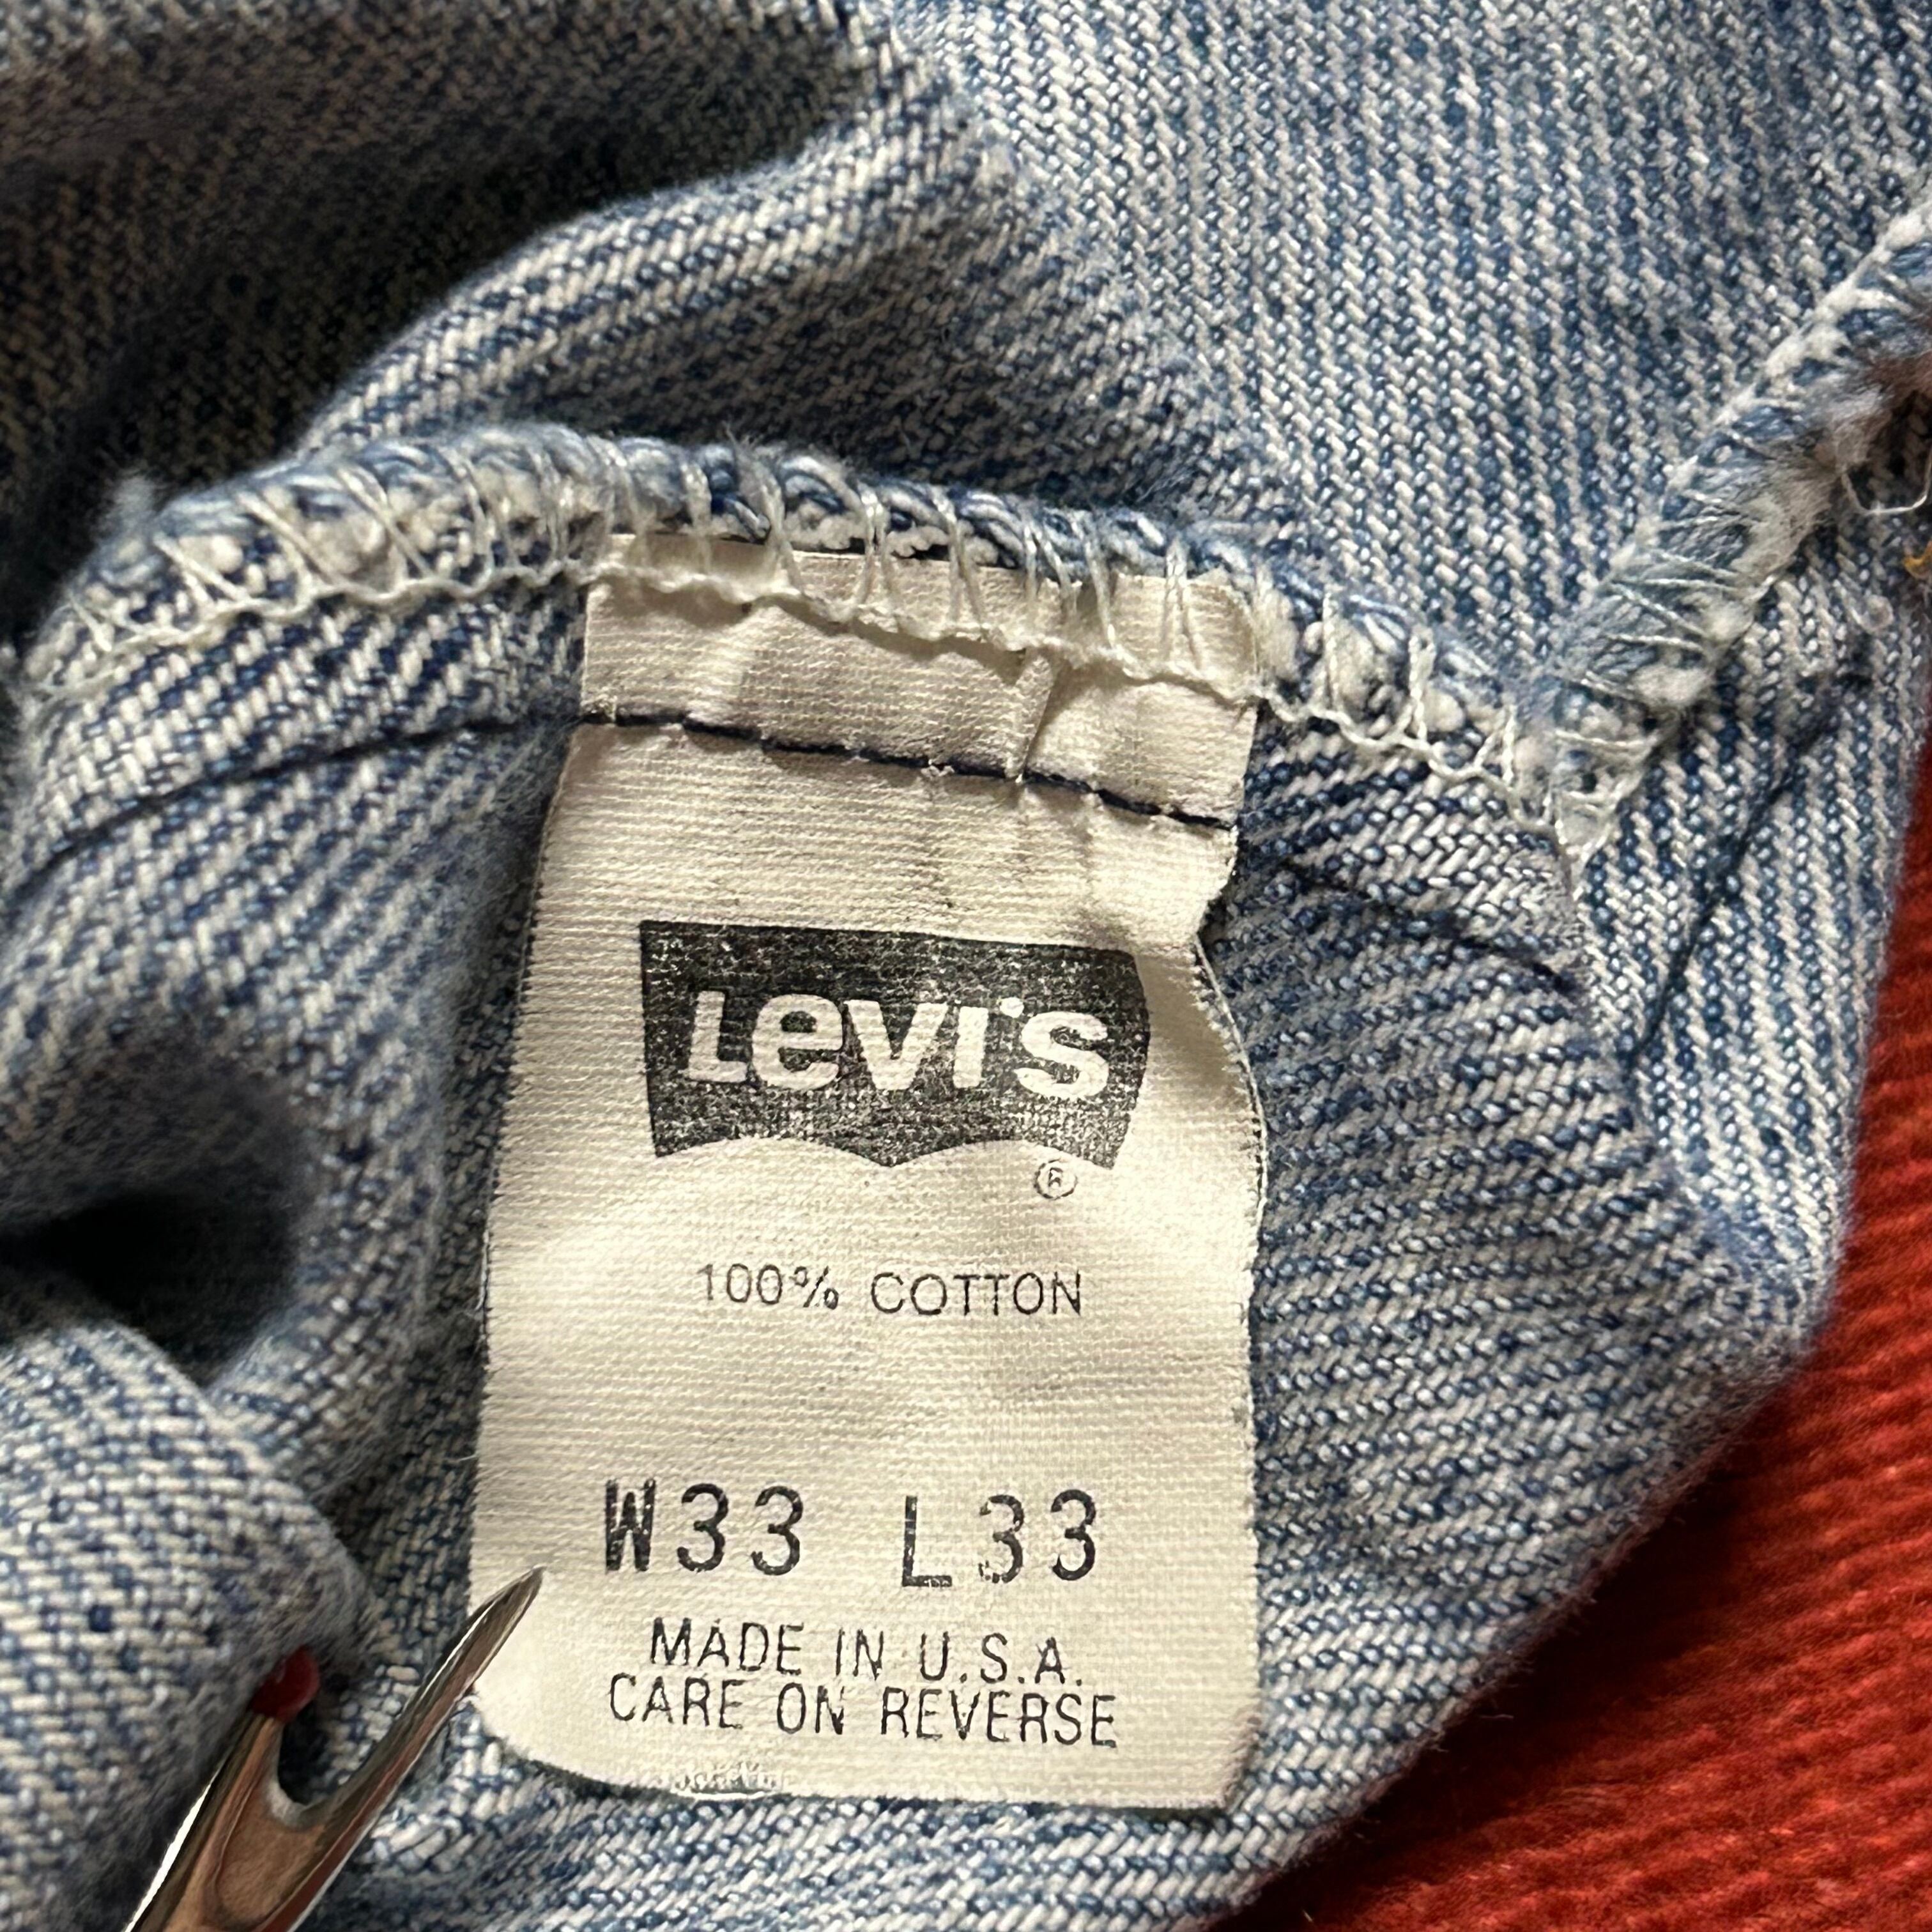 Levi's
®
100% COTTON
W33 L33
MADE IN U.S.A.
CARE ON REVERSE